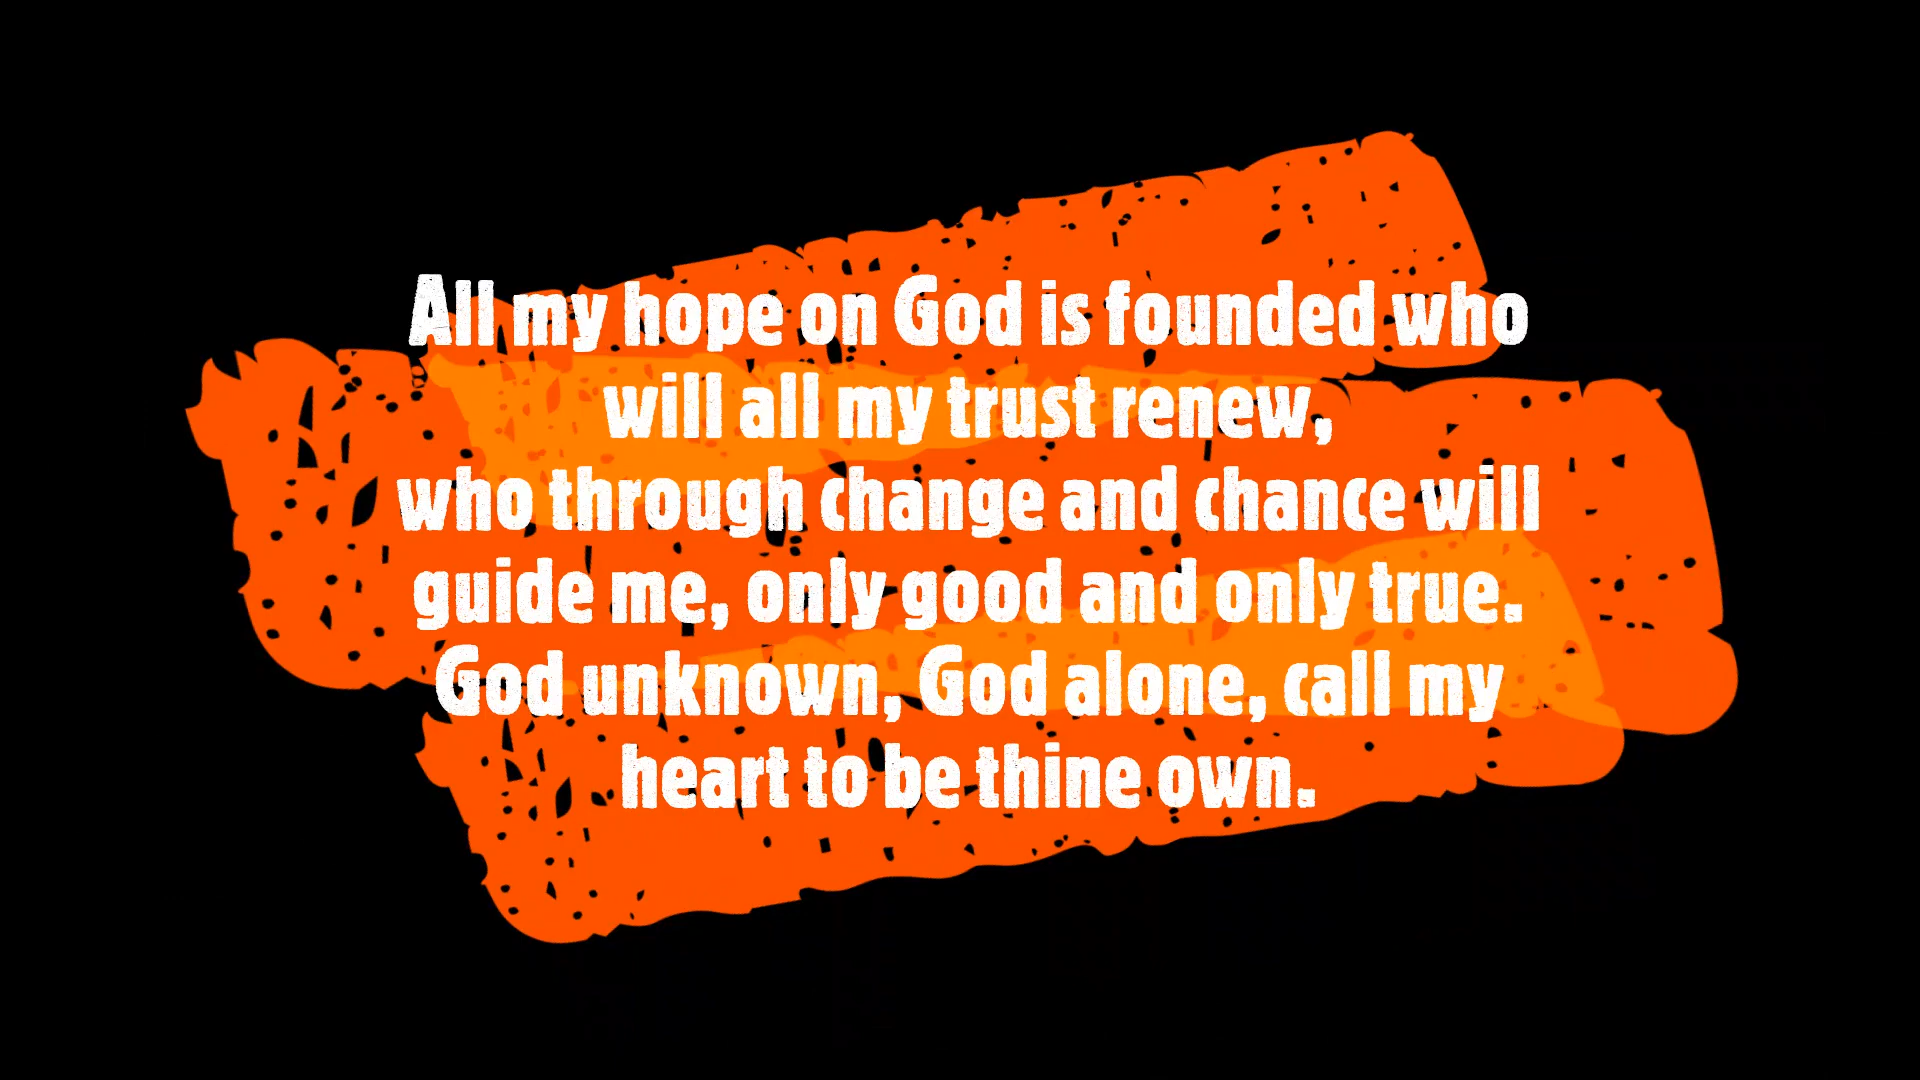 All my hope on God is founded who
will all my trust renew,
who through change and chance will
guide me, only good and only true.
God unknown, God alone, call my
heart to be thine own.